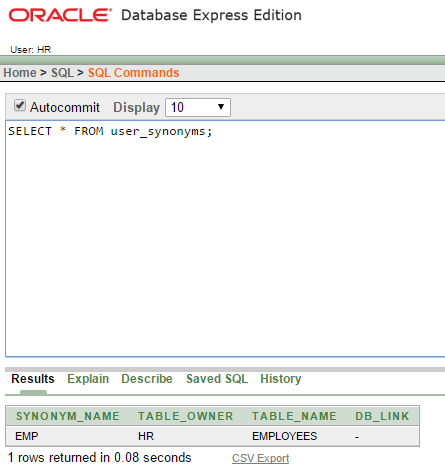 ORACLE Database Express Edition
User: HR
Home > SQL > SQL Commands
Autocommit Display 10
SELECT * FROM user_synonyms;
Results Explain Describe Saved SQL History
SYNONYM_NAME TABLE_OWNER TABLE_NAME DB_LINK
EMP HR EMPLOYEES -
1 rows returned in 0.08 seconds CSV Export